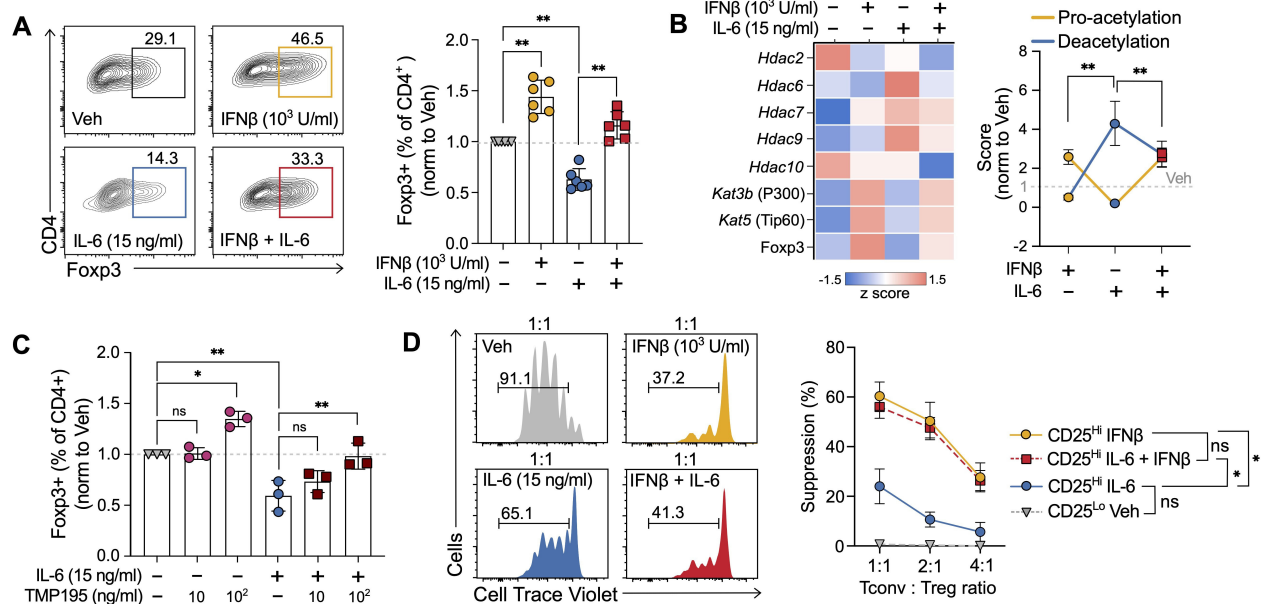 A
29.1
Veh
46.5
IFNβ (10³ U/ml)
14.3
IL-6 (15 ng/ml)
33.3
IFNβ + IL-6
CD4
Foxp3
Foxp3+ (% of CD4⁺ )
(norm to Veh)
2.0
1.5
1.0
0.5
0.0
**
**
**
IFNβ (10³ U/ml) − + − +
IL-6 (15 ng/ml) − − + +
B
IFNβ (10³ U/ml) − + − +
IL-6 (15 ng/ml) − − + +
Hdac2
Hdac6
Hdac7
Hdac9
Hdac10
Kat3b (P300)
Kat5 (Tip60)
Foxp3
-1.5 1.5
z score
Pro-acetylation
Deacetylation
Score
(norm to Veh)
8
6
4
2
1
0
-2
**
**
Veh
IFNβ + − +
IL-6 − + +
C
Foxp3+ (% of CD4+)
(norm to Veh)
2.0
1.5
1.0
0.5
0.0
**
*
ns
**
ns
IL-6 (15 ng/ml) − − − + + +
TMP195 (ng/ml) − 10 10² − 10 10²
D
1:1
Veh
91.1
1:1
IFNβ (10³ U/ml)
37.2
1:1
IL-6 (15 ng/ml)
65.1
1:1
IFNβ + IL-6
41.3
Cells
Cell Trace Violet
Suppression (%)
80
60
40
20
0
1:1 2:1 4:1
Tconv : Treg ratio
CD25ᴴⁱ IFNβ
CD25ᴴⁱ IL-6 + IFNβ
CD25ᴴⁱ IL-6
CD25ᴸᵒ Veh
ns
*
*
ns